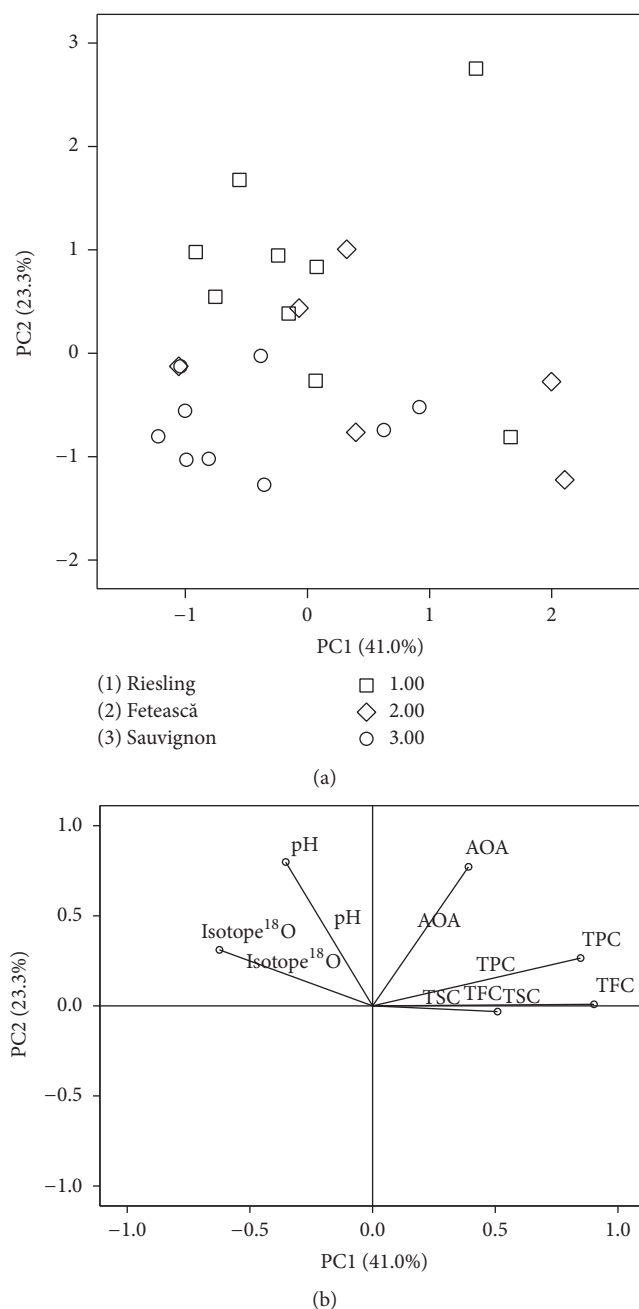 3
2
1
0
−1
−2
PC2 (23.3%)
−1 0 1 2
PC1 (41.0%)
(1) Riesling 1.00
(2) Fetească 2.00
(3) Sauvignon 3.00
(a)
1.0
0.5
0.0
−0.5
−1.0
PC2 (23.3%)
pH
AOA
pH
AOA
Isotope¹⁸O
Isotope¹⁸O
TPC
TPC
TSC TFC TSC
TFC
−1.0 −0.5 0.0 0.5 1.0
PC1 (41.0%)
(b)